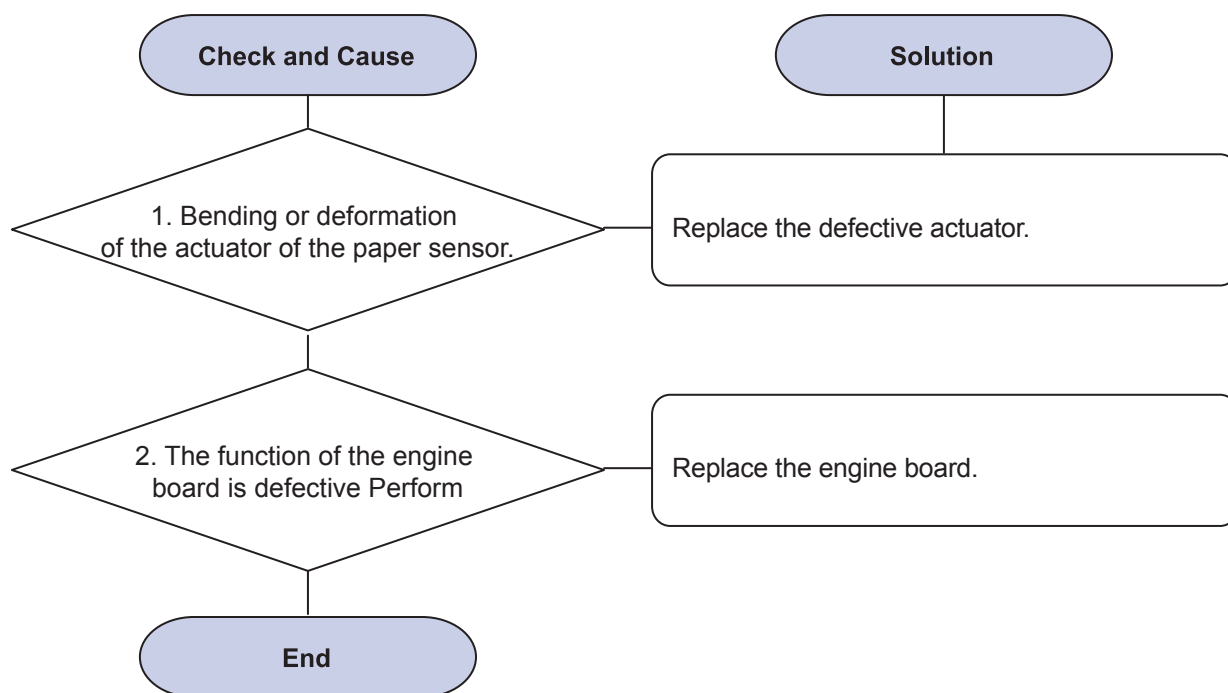 Check and Cause
Solution
1. Bending or deformation
of the actuator of the paper sensor.
Replace the defective actuator.
2. The function of the engine
board is defective Perform
Replace the engine board.
End